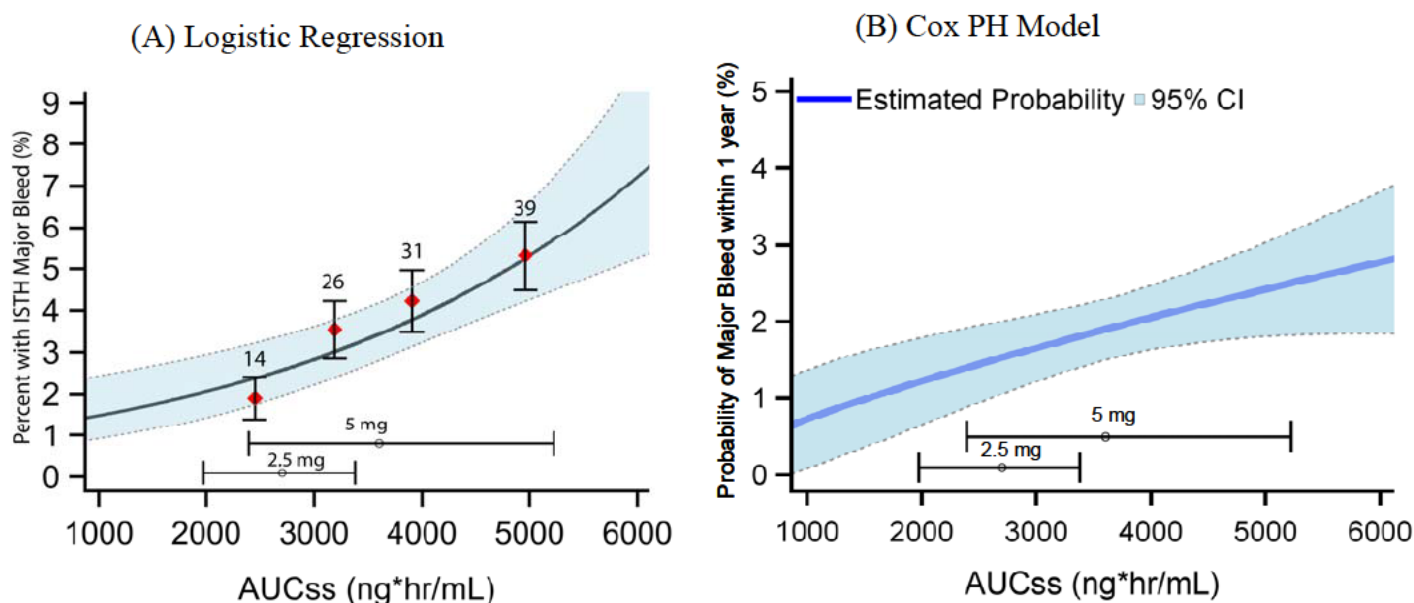 (A) Logistic Regression
Percent with ISTH Major Bleed (%)
9
8
7
6
5
4
3
2
1
0
14
26
31
39
5 mg
2.5 mg
1000 2000 3000 4000 5000 6000
AUCss (ng*hr/mL)
(B) Cox PH Model
Probability of Major Bleed within 1 year (%)
5
4
3
2
1
0
Estimated Probability 95% CI
5 mg
2.5 mg
1000 2000 3000 4000 5000 6000
AUCss (ng*hr/mL)